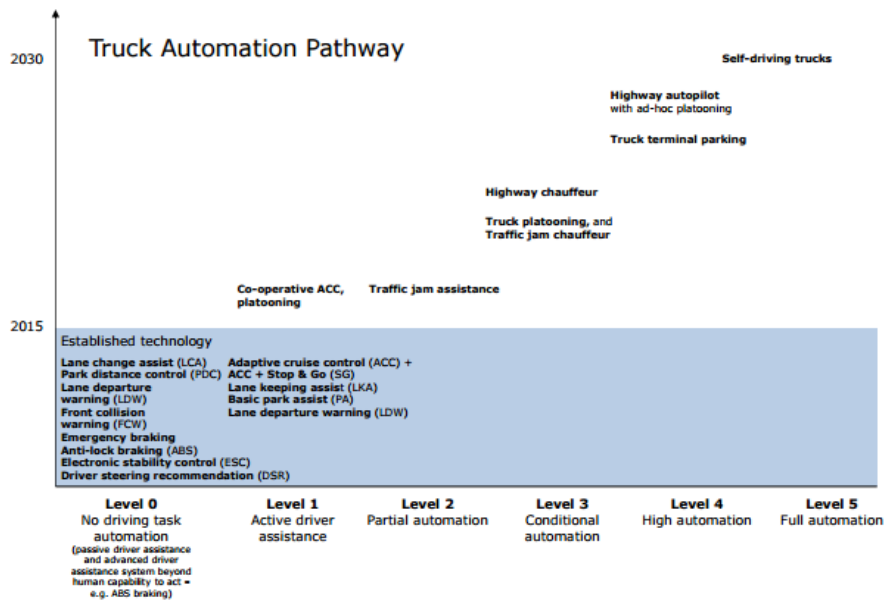 Truck Automation Pathway
2030
Self-driving trucks
Highway autopilot
with ad-hoc platooning
Truck terminal parking
Highway chauffeur
Truck platooning, and
Traffic jam chauffeur
Co-operative ACC,
platooning
Traffic jam assistance
2015
Established technology
Lane change assist (LCA)
Park distance control (PDC)
Lane departure
warning (LDW)
Front collision
warning (FCW)
Emergency braking
Anti-lock braking (ABS)
Electronic stability control (ESC)
Driver steering recommendation (DSR)
Adaptive cruise control (ACC) +
ACC + Stop & Go (SG)
Lane keeping assist (LKA)
Basic park assist (PA)
Lane departure warning (LDW)
Level 0
No driving task
automation
(passive driver assistance
and advanced driver
assistance system beyond
human capability to act =
e.g. ABS braking)
Level 1
Active driver
assistance
Level 2
Partial automation
Level 3
Conditional
automation
Level 4
High automation
Level 5
Full automation